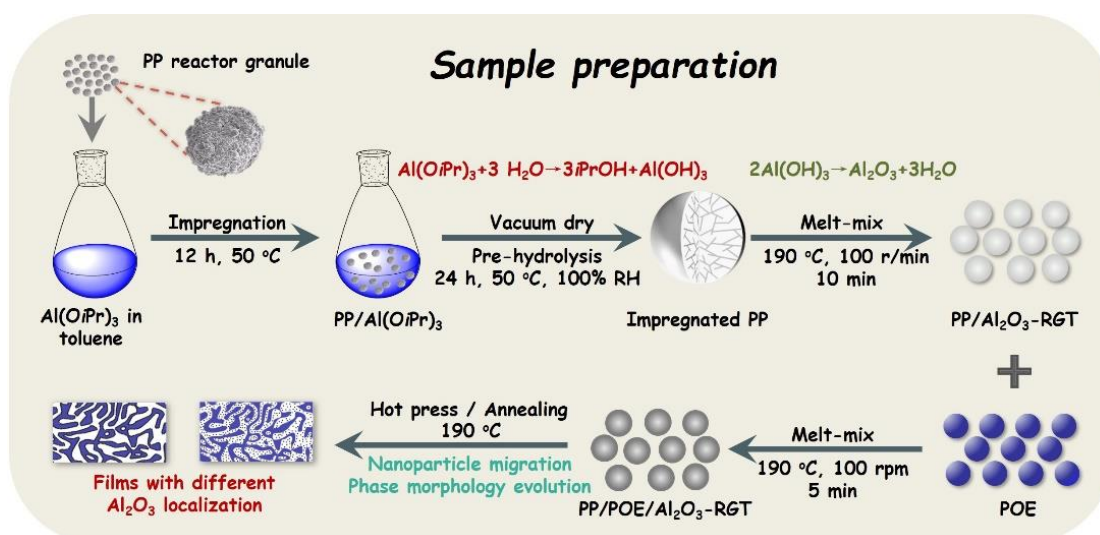 Sample preparation
PP reactor granule
Al(OiPr)₃+3 H₂O→3iPrOH+Al(OH)₃
2Al(OH)₃→Al₂O₃+3H₂O
Impregnation
12 h, 50 °C
Vacuum dry
Pre-hydrolysis
24 h, 50 °C, 100% RH
Melt-mix
190 °C, 100 r/min
10 min
Al(OiPr)₃ in
toluene
PP/Al(OiPr)₃
Impregnated PP
PP/Al₂O₃-RGT
+
POE
Melt-mix
190 °C, 100 rpm
5 min
PP/POE/Al₂O₃-RGT
Hot press / Annealing
190 °C
Nanoparticle migration
Phase morphology evolution
Films with different
Al₂O₃ localization